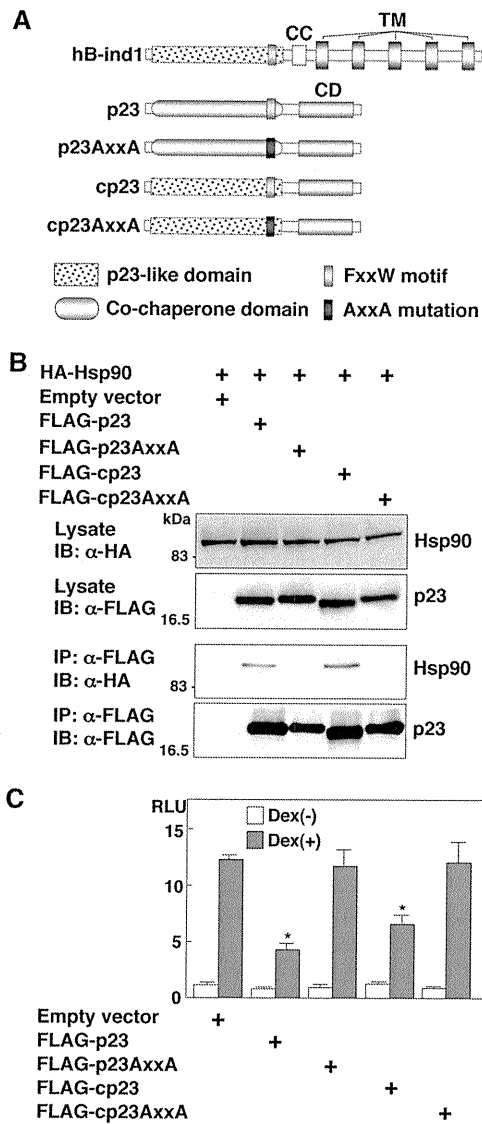 A
CC
TM
hB-ind1
p23
CD
p23AxxA
cp23
cp23AxxA
p23-like domain
FxxW motif
Co-chaperone domain
AxxA mutation
B
HA-Hsp90 + + + + +
Empty vector +
FLAG-p23 +
FLAG-p23AxxA +
FLAG-cp23 +
FLAG-cp23AxxA +
kDa
Lysate
IB: α-HA
83
Hsp90
Lysate
IB: α-FLAG
16.5
p23
IP: α-FLAG
IB: α-HA
83
Hsp90
IP: α-FLAG
IB: α-FLAG
16.5
p23
C
RLU
Dex(-)
Dex(+)
15
10
5
0
* *
Empty vector +
FLAG-p23 +
FLAG-p23AxxA +
FLAG-cp23 +
FLAG-cp23AxxA +